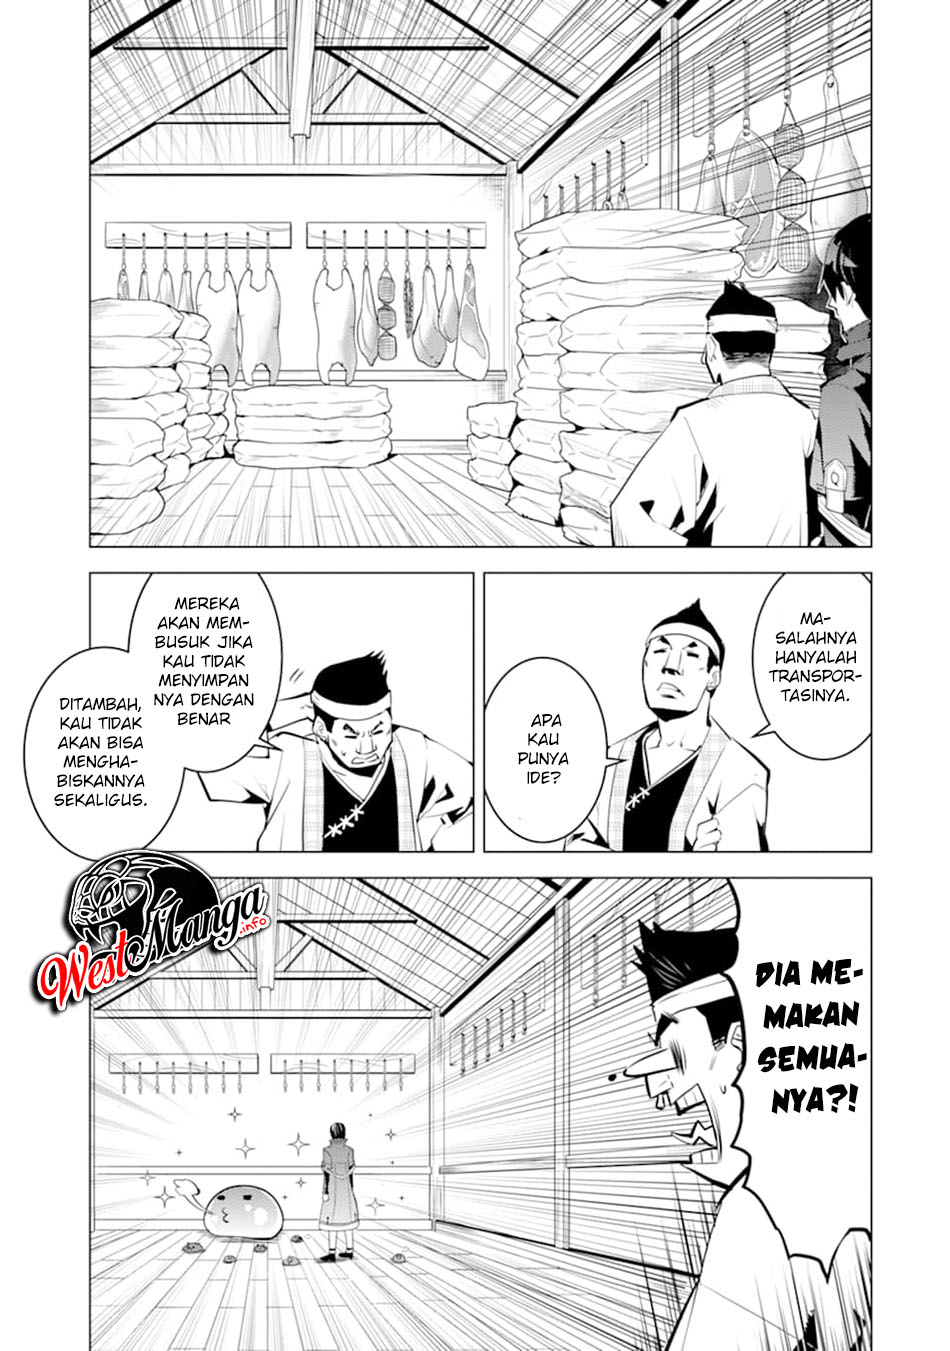 MA-
SALAHNYA
HANYALAH
TRANSPOR-
TASINYA.
APA
KAU
PUNYA
IDE?
MEREKA
AKAN MEM-
BUSUK JIKA
KAU TIDAK
MENYIMPAN
NYA DENGAN
BENAR
DITAMBAH,
KAU TIDAK
AKAN BISA
MENGHA-
BISKANNYA
SEKALIGUS.
WestManga
.info
DIA ME-
MAKAN
SEMUA-
NYA?!